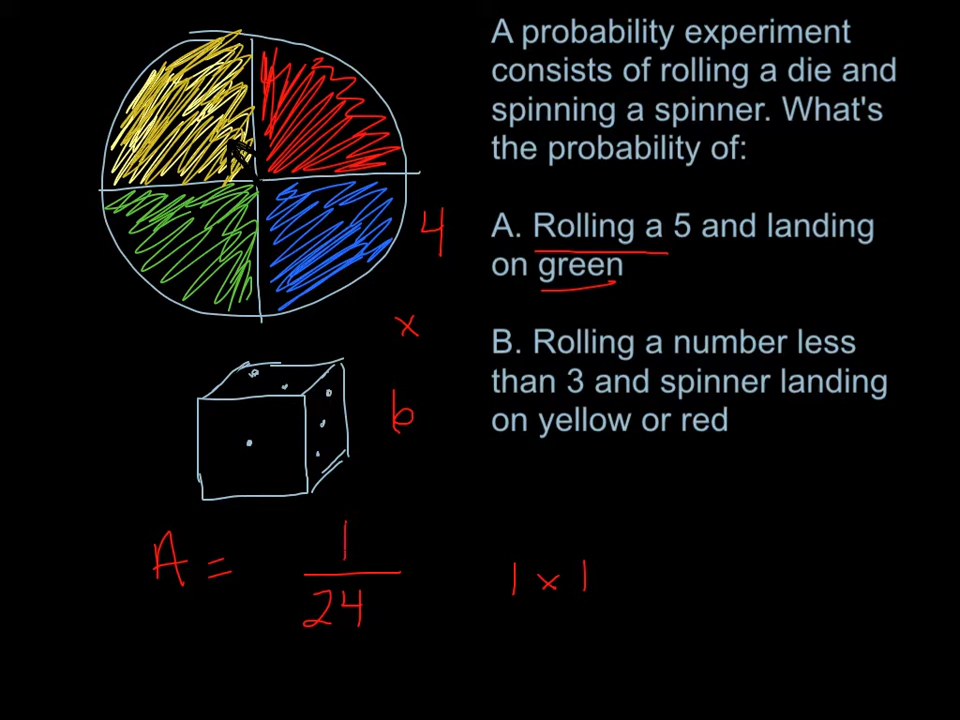 A probability experiment
consists of rolling a die and
spinning a spinner. What's
the probability of:
A. Rolling a 5 and landing
on green
B. Rolling a number less
than 3 and spinner landing
on yellow or red
4
x
6
A = 1
24
1 x 1